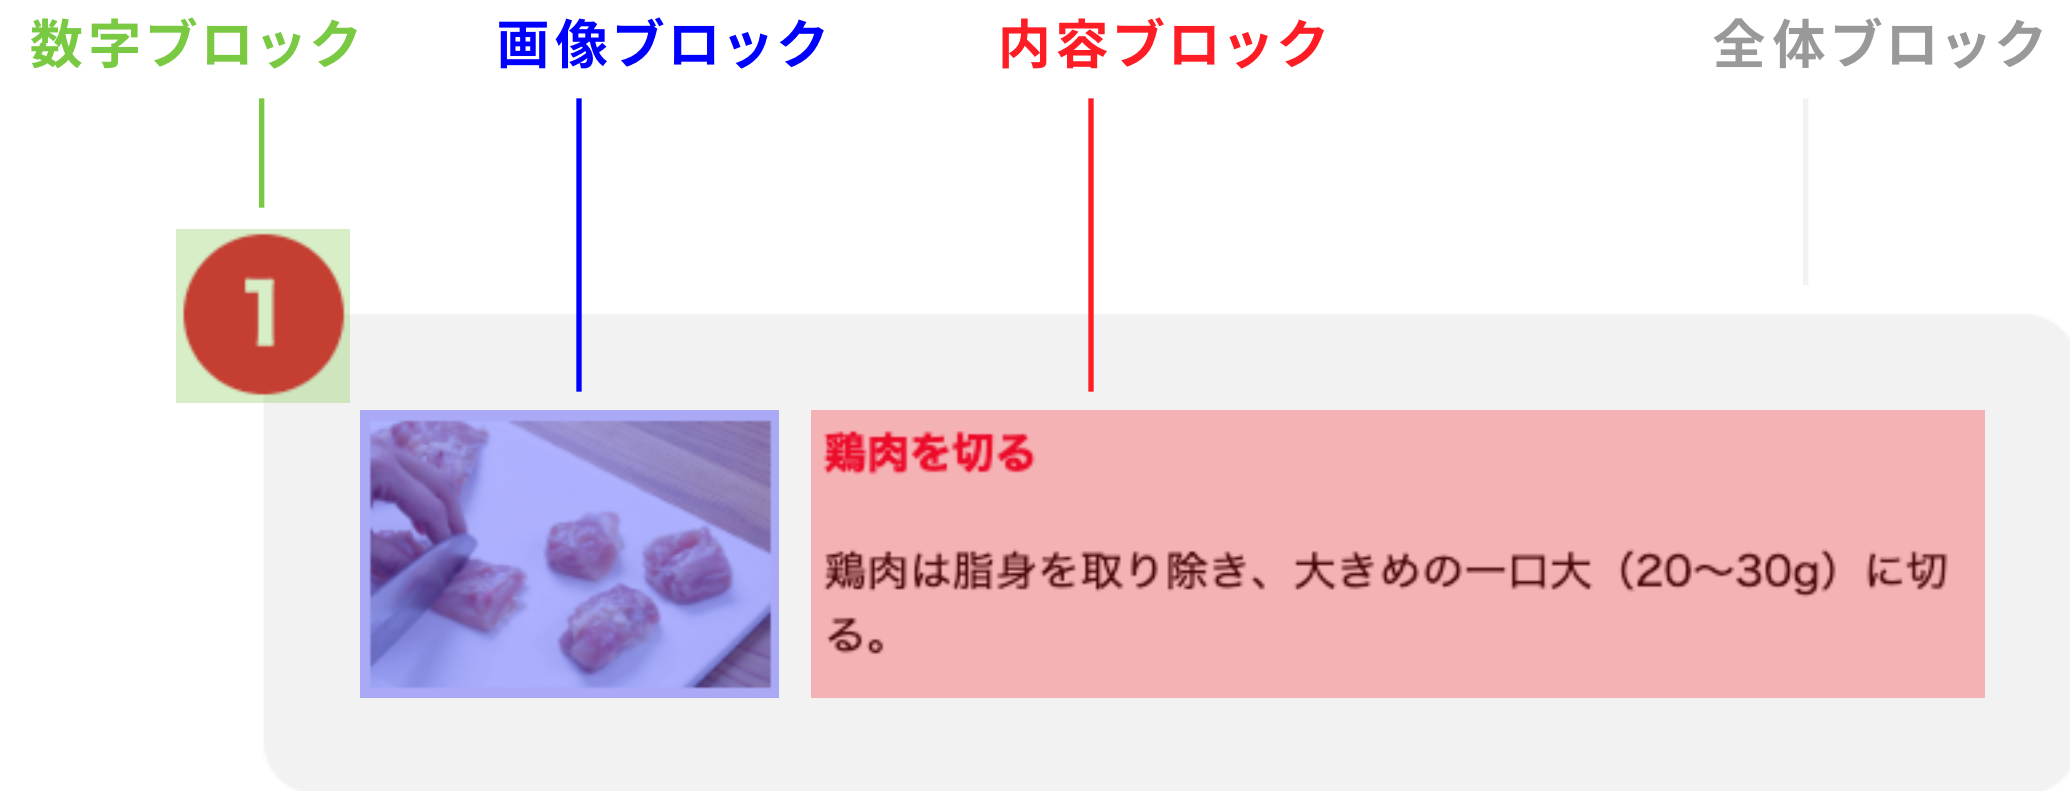 数字ブロック
画像ブロック
内容ブロック
全体ブロック
1
鶏肉を切る
鶏肉は脂身を取り除き、大きめの一口大（20〜30g）に切
る。